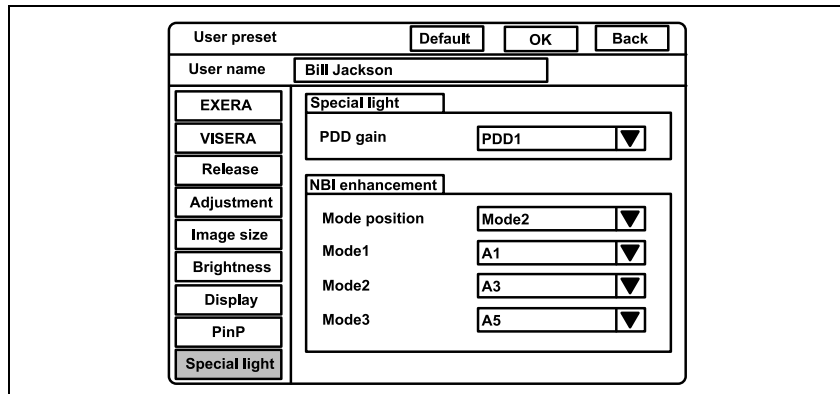 User preset Default OK Back
User name Bill Jackson
EXERA
VISERA
Release
Adjustment
Image size
Brightness
Display
PinP
Special light
Special light
PDD gain PDD1
NBI enhancement
Mode position Mode2
Mode1 A1
Mode2 A3
Mode3 A5